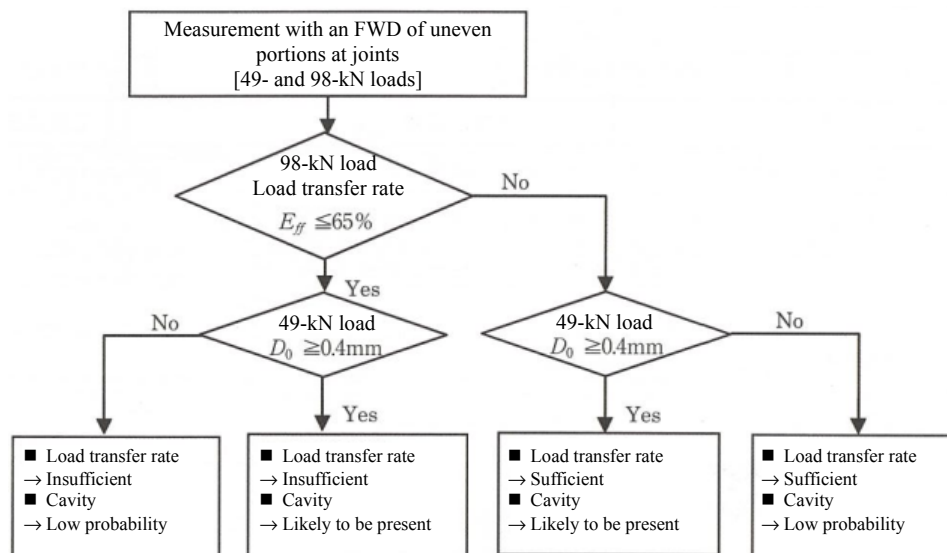 Measurement with an FWD of uneven
portions at joints
[49- and 98-kN loads]
98-kN load
Load transfer rate
E_ff ≦65%
No
Yes
49-kN load
D_0 ≧0.4mm
No
Yes
49-kN load
D_0 ≧0.4mm
No
Yes
■ Load transfer rate
→ Insufficient
■ Cavity
→ Low probability
■ Load transfer rate
→ Insufficient
■ Cavity
→ Likely to be present
■ Load transfer rate
→ Sufficient
■ Cavity
→ Likely to be present
■ Load transfer rate
→ Sufficient
■ Cavity
→ Low probability